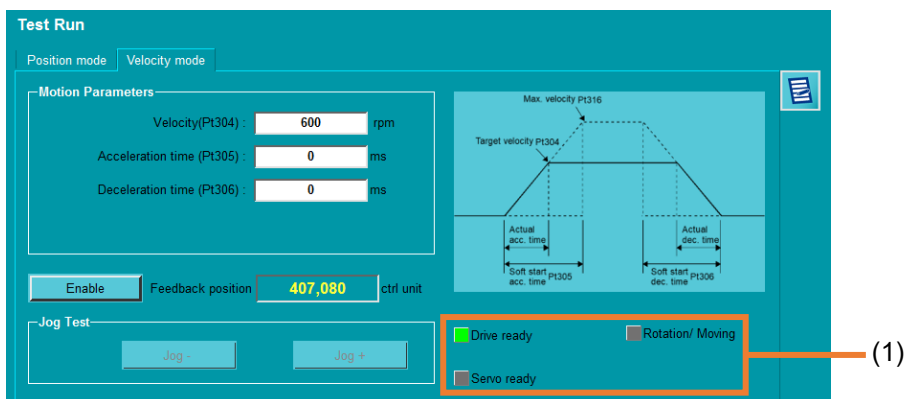 Test Run
Position mode Velocity mode
Motion Parameters
Velocity(Pt304) : 600 rpm
Acceleration time (Pt305) : 0 ms
Deceleration time (Pt306) : 0 ms
Max. velocity Pt316
Target velocity Pt304
Actual
acc. time
Actual
dec. time
Soft start
acc. time Pt305
Soft start
dec. time Pt306
Enable Feedback position 407,080 ctrl unit
Jog Test
Jog - Jog +
Drive ready Rotation/ Moving
Servo ready
(1)